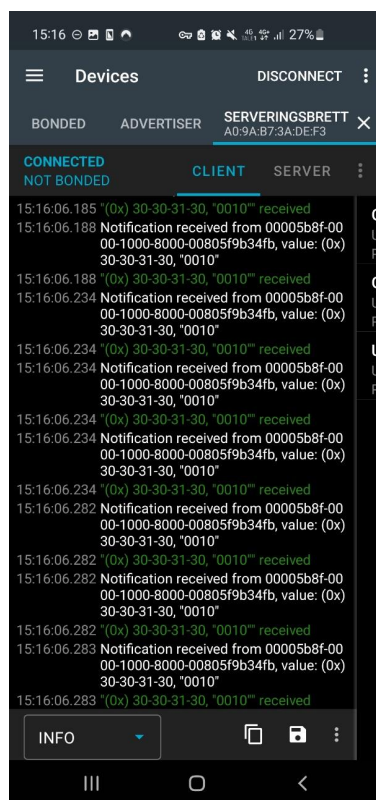 15:16 27%
Devices DISCONNECT
BONDED ADVERTISER SERVERINGSBRETT
A0:9A:B7:3A:DE:F3
CONNECTED
NOT BONDED
CLIENT SERVER
15:16:06.185 "(0x) 30-30-31-30, "0010"" received
15:16:06.188 Notification received from 00005b8f-00
00-1000-8000-00805f9b34fb, value: (0x)
30-30-31-30, "0010"
15:16:06.188 "(0x) 30-30-31-30, "0010"" received
15:16:06.234 Notification received from 00005b8f-00
00-1000-8000-00805f9b34fb, value: (0x)
30-30-31-30, "0010"
15:16:06.234 "(0x) 30-30-31-30, "0010"" received
15:16:06.234 Notification received from 00005b8f-00
00-1000-8000-00805f9b34fb, value: (0x)
30-30-31-30, "0010"
15:16:06.234 "(0x) 30-30-31-30, "0010"" received
15:16:06.234 Notification received from 00005b8f-00
00-1000-8000-00805f9b34fb, value: (0x)
30-30-31-30, "0010"
15:16:06.234 "(0x) 30-30-31-30, "0010"" received
15:16:06.282 Notification received from 00005b8f-00
00-1000-8000-00805f9b34fb, value: (0x)
30-30-31-30, "0010"
15:16:06.282 "(0x) 30-30-31-30, "0010"" received
15:16:06.282 Notification received from 00005b8f-00
00-1000-8000-00805f9b34fb, value: (0x)
30-30-31-30, "0010"
15:16:06.282 "(0x) 30-30-31-30, "0010"" received
15:16:06.283 Notification received from 00005b8f-00
00-1000-8000-00805f9b34fb, value: (0x)
30-30-31-30, "0010"
15:16:06.283 "(0x) 30-30-31-30, "0010"" received
INFO